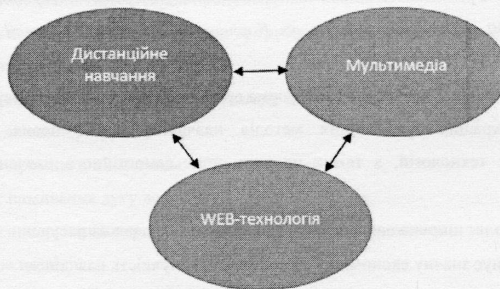 Дистанційне
навчання
Мультимедіа
WEB-технологія